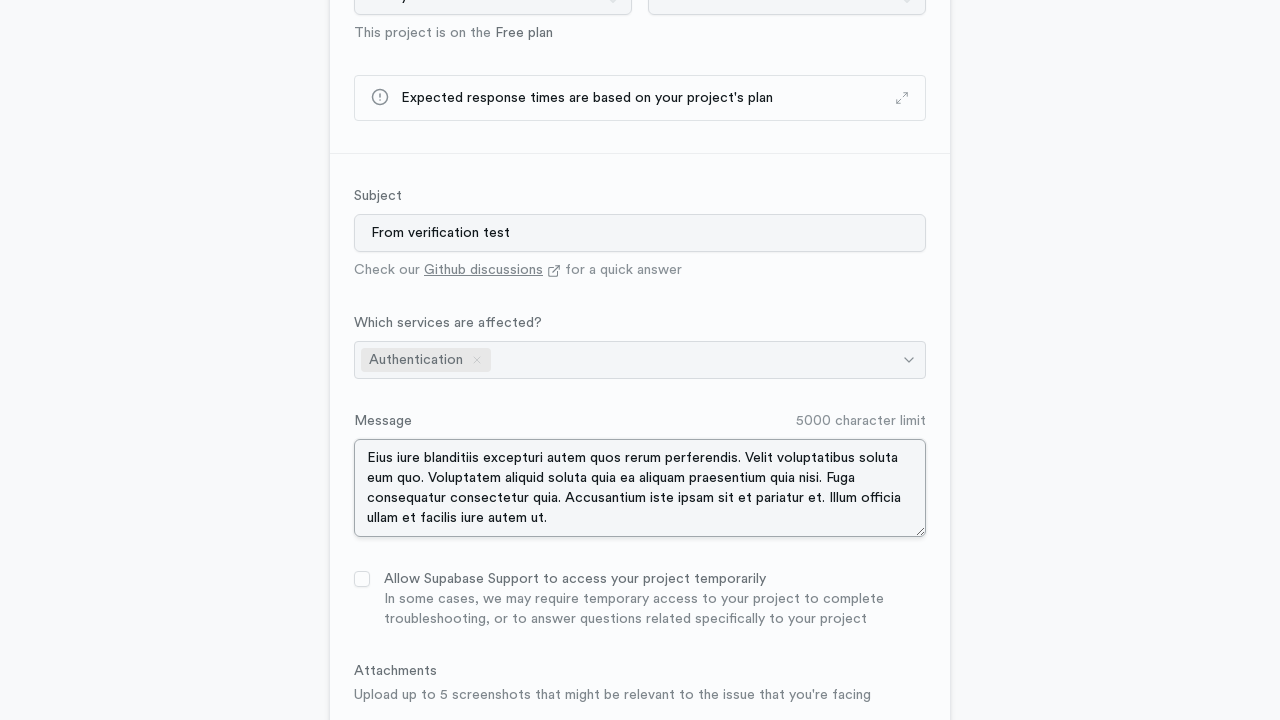 This project is on the Free plan
Expected response times are based on your project's plan
Subject
From verification test
Check our Github discussions for a quick answer
Which services are affected?
Authentication
Message
5000 character limit
Eius iure blanditiis excepturi autem quos rerum perferendis. Velit voluptatibus soluta
eum quo. Voluptatem aliquid soluta quia ea aliquam praesentium quia nisi. Fuga
consequatur consectetur quia. Accusantium iste ipsam sit et pariatur et. Illum officia
ullam et facilis iure autem ut.
Allow Supabase Support to access your project temporarily
In some cases, we may require temporary access to your project to complete
troubleshooting, or to answer questions related specifically to your project
Attachments
Upload up to 5 screenshots that might be relevant to the issue that you're facing